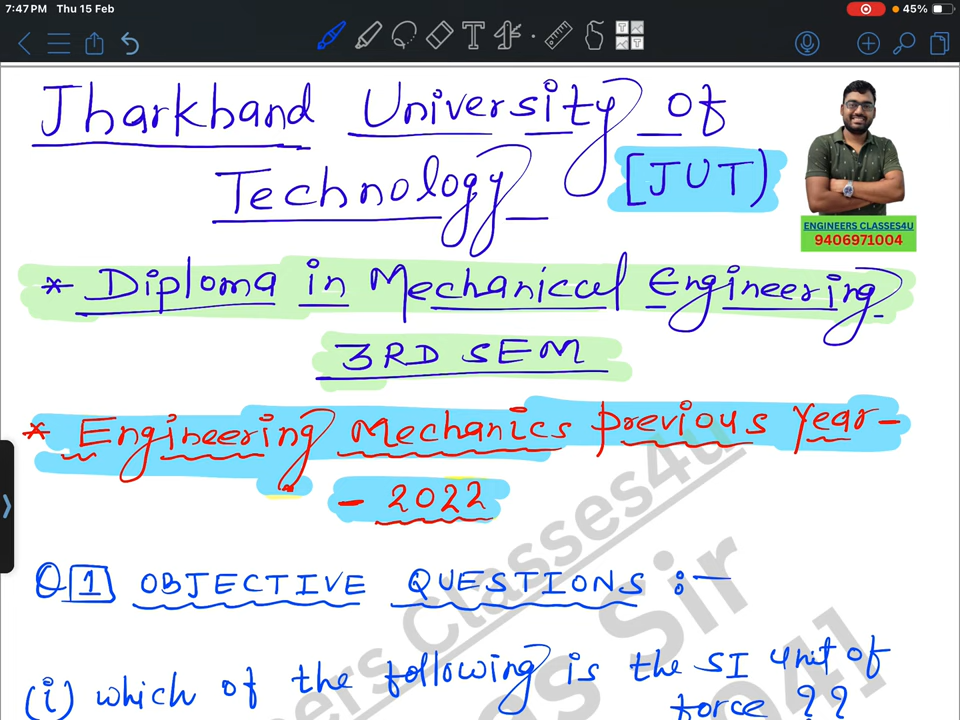 7:47 PM Thu 15 Feb
45%
Jharkhand University of
Technology [JUT)
ENGINEERS CLASSES4U
9406971004
* Diploma in Mechanical Engineering
3RD SEM
* Engineering Mechanics previous year-
- 2022
Q 1 OBJECTIVE QUESTIONS :-
(i) which of the following is the SI unit of
force ??